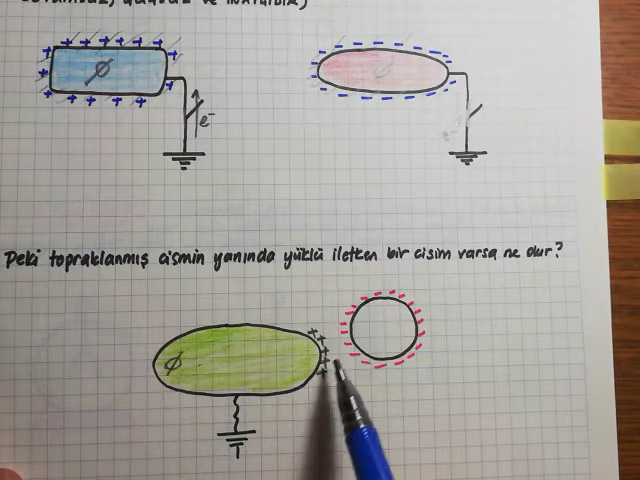 e⁻
Peki topraklanmış cismin yanında yüklü iletken bir cisim varsa ne olur?